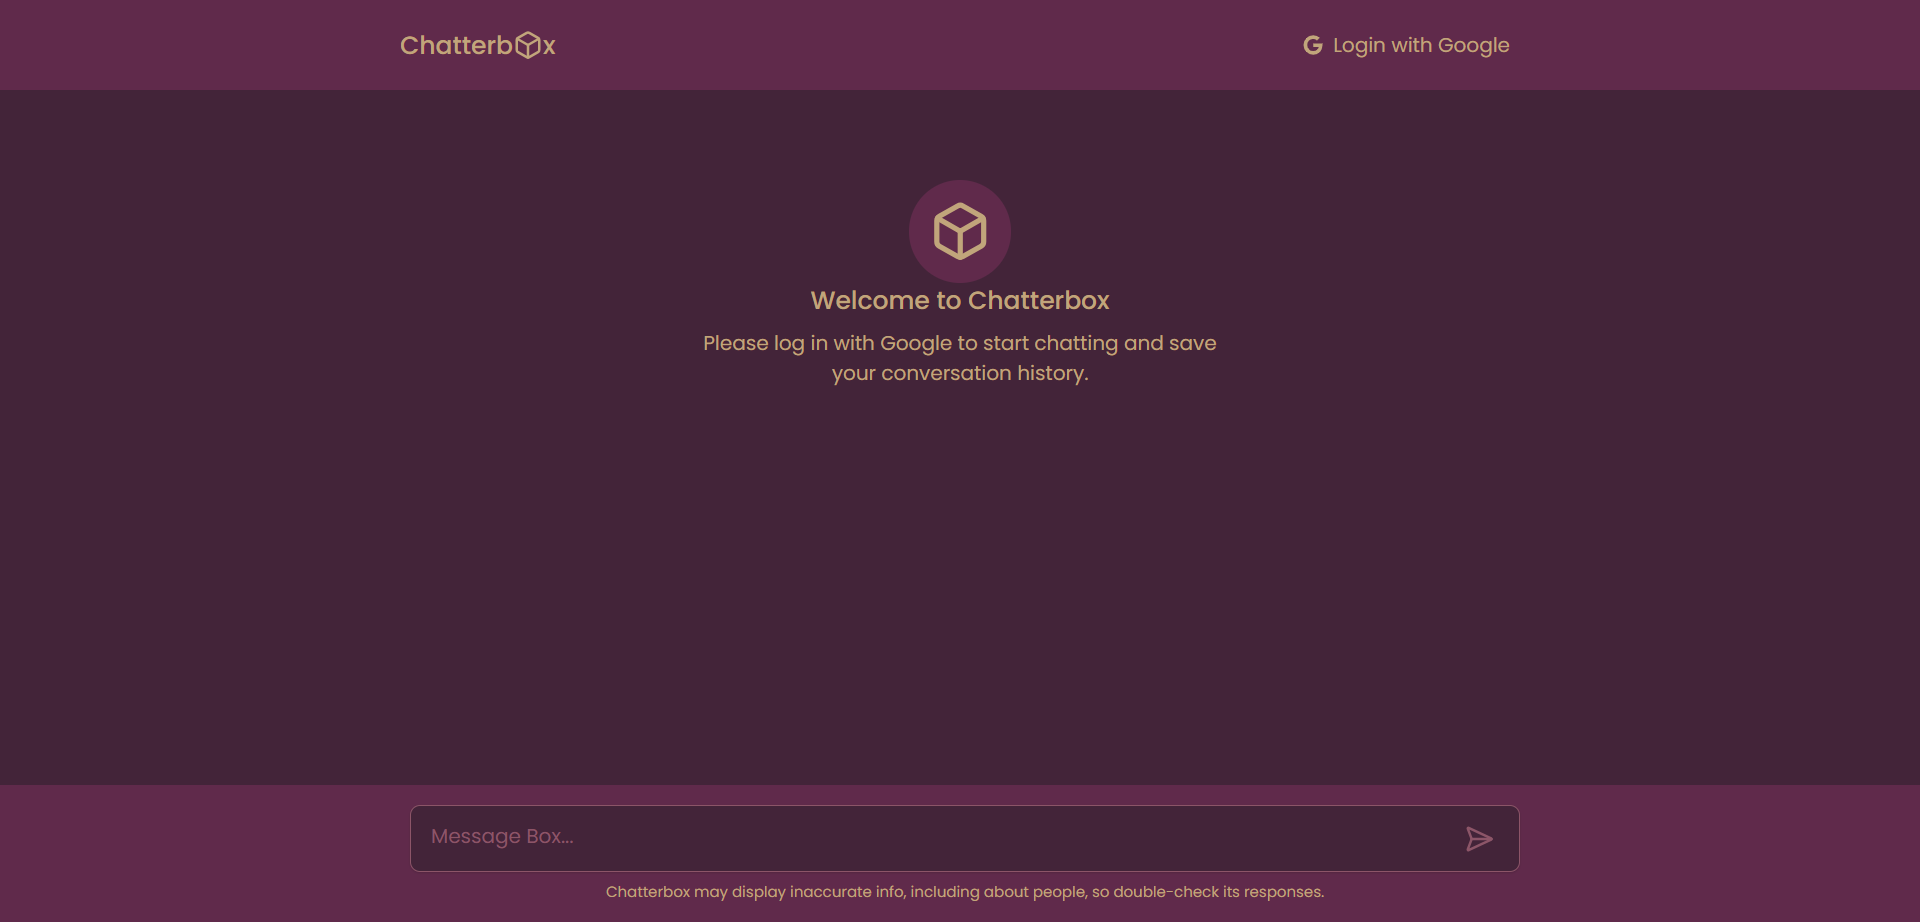 Chatterbox
Login with Google
Welcome to Chatterbox
Please log in with Google to start chatting and save
your conversation history.
Message Box...
Chatterbox may display inaccurate info, including about people, so double-check its responses.